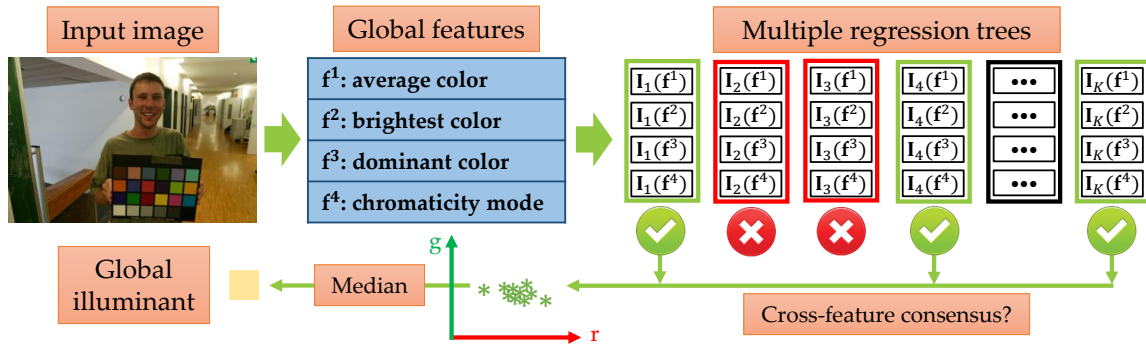 Input image
Global features
Multiple regression trees
f¹: average color
f²: brightest color
f³: dominant color
f⁴: chromaticity mode
I₁(f¹) I₂(f¹) I₃(f¹) I₄(f¹) ••• I_K(f¹)
I₁(f²) I₂(f²) I₃(f²) I₄(f²) ••• I_K(f²)
I₁(f³) I₂(f³) I₃(f³) I₄(f³) ••• I_K(f³)
I₁(f⁴) I₂(f⁴) I₃(f⁴) I₄(f⁴) ••• I_K(f⁴)
Global
illuminant
Median
g
r
Cross-feature consensus?